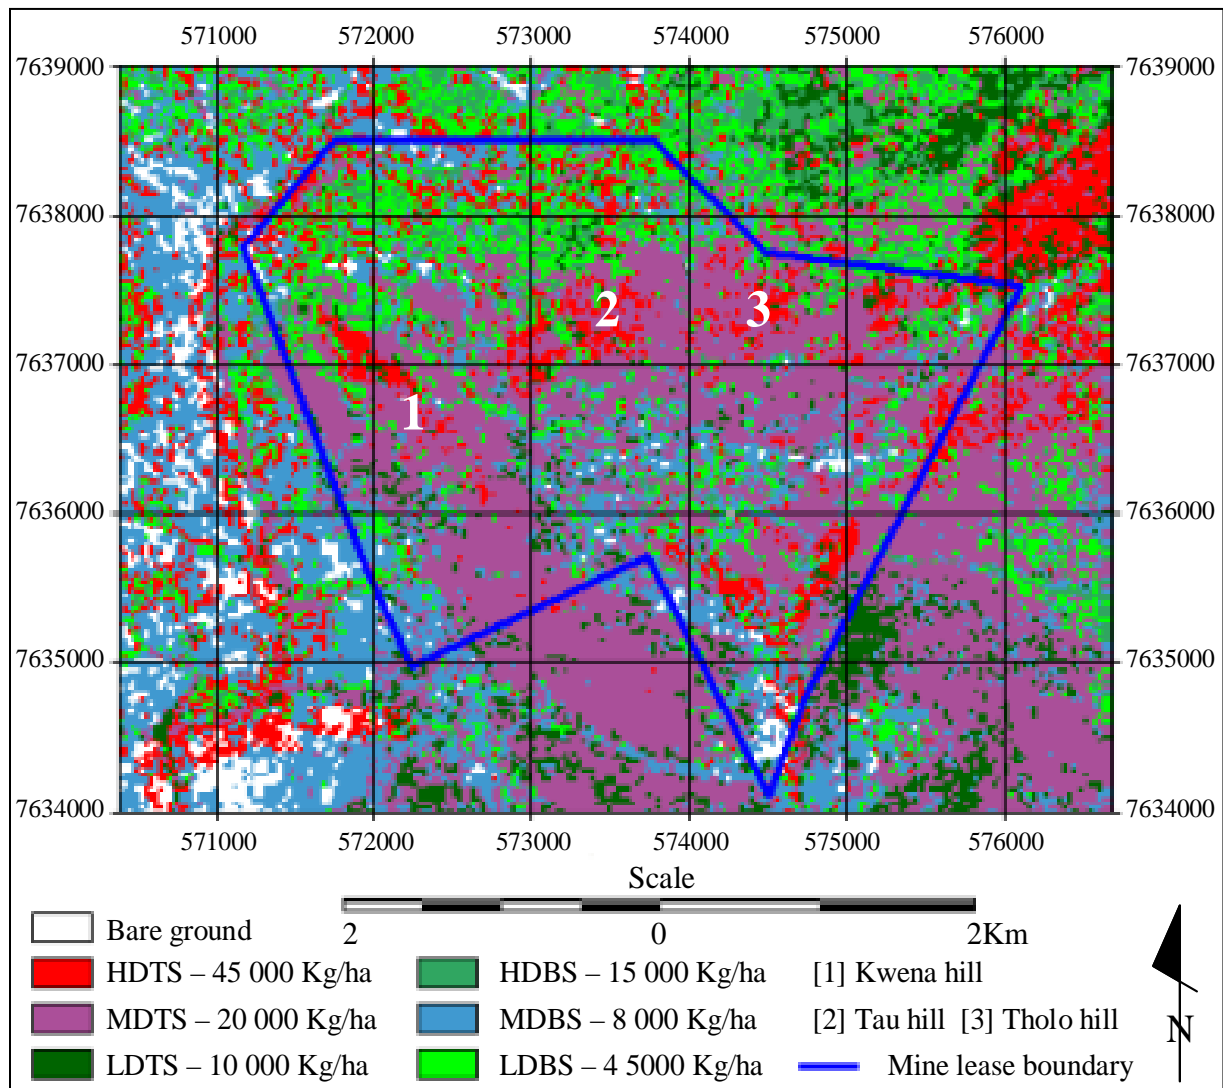 571000 572000 573000 574000 575000 576000
7639000 7639000
7638000 7638000
2 3
7637000 7637000
1
7636000 7636000
7635000 7635000
7634000 7634000
571000 572000 573000 574000 575000 576000
Scale
Bare ground 2 0 2Km
HDTS – 45 000 Kg/ha HDBS – 15 000 Kg/ha [1] Kwena hill
MDTS – 20 000 Kg/ha MDBS – 8 000 Kg/ha [2] Tau hill [3] Tholo hill
N
LDTS – 10 000 Kg/ha LDBS – 4 5000 Kg/ha Mine lease boundary